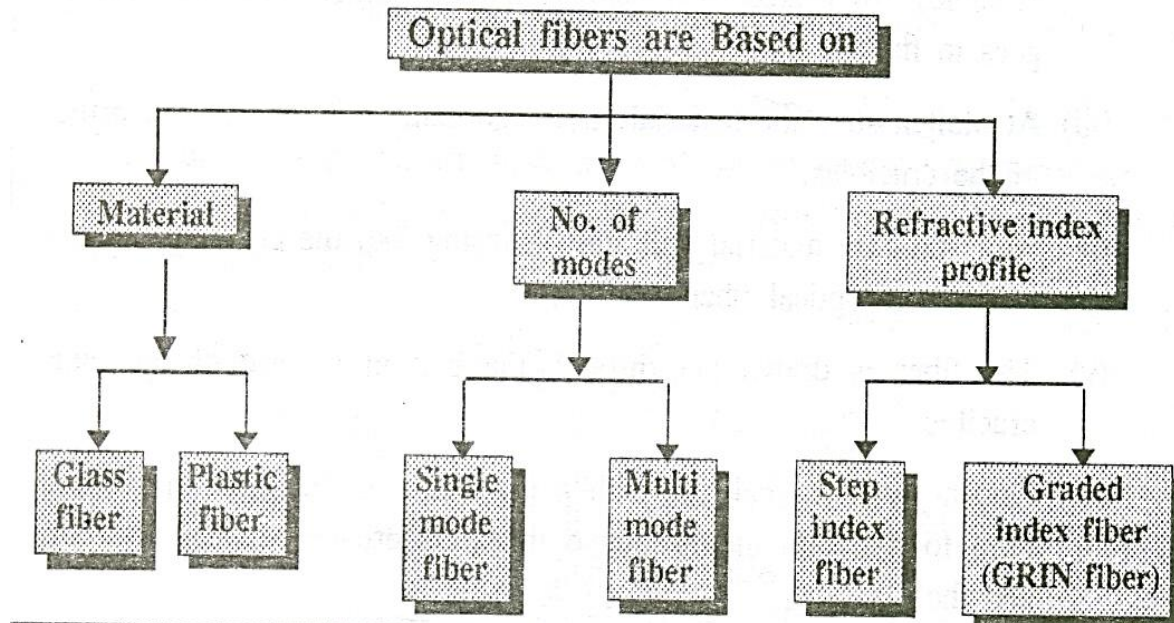 Optical fibers are Based on
Material
No. of
modes
Refractive index
profile
Glass
fiber
Plastic
fiber
Single
mode
fiber
Multi
mode
fiber
Step
index
fiber
Graded
index fiber
(GRIN fiber)